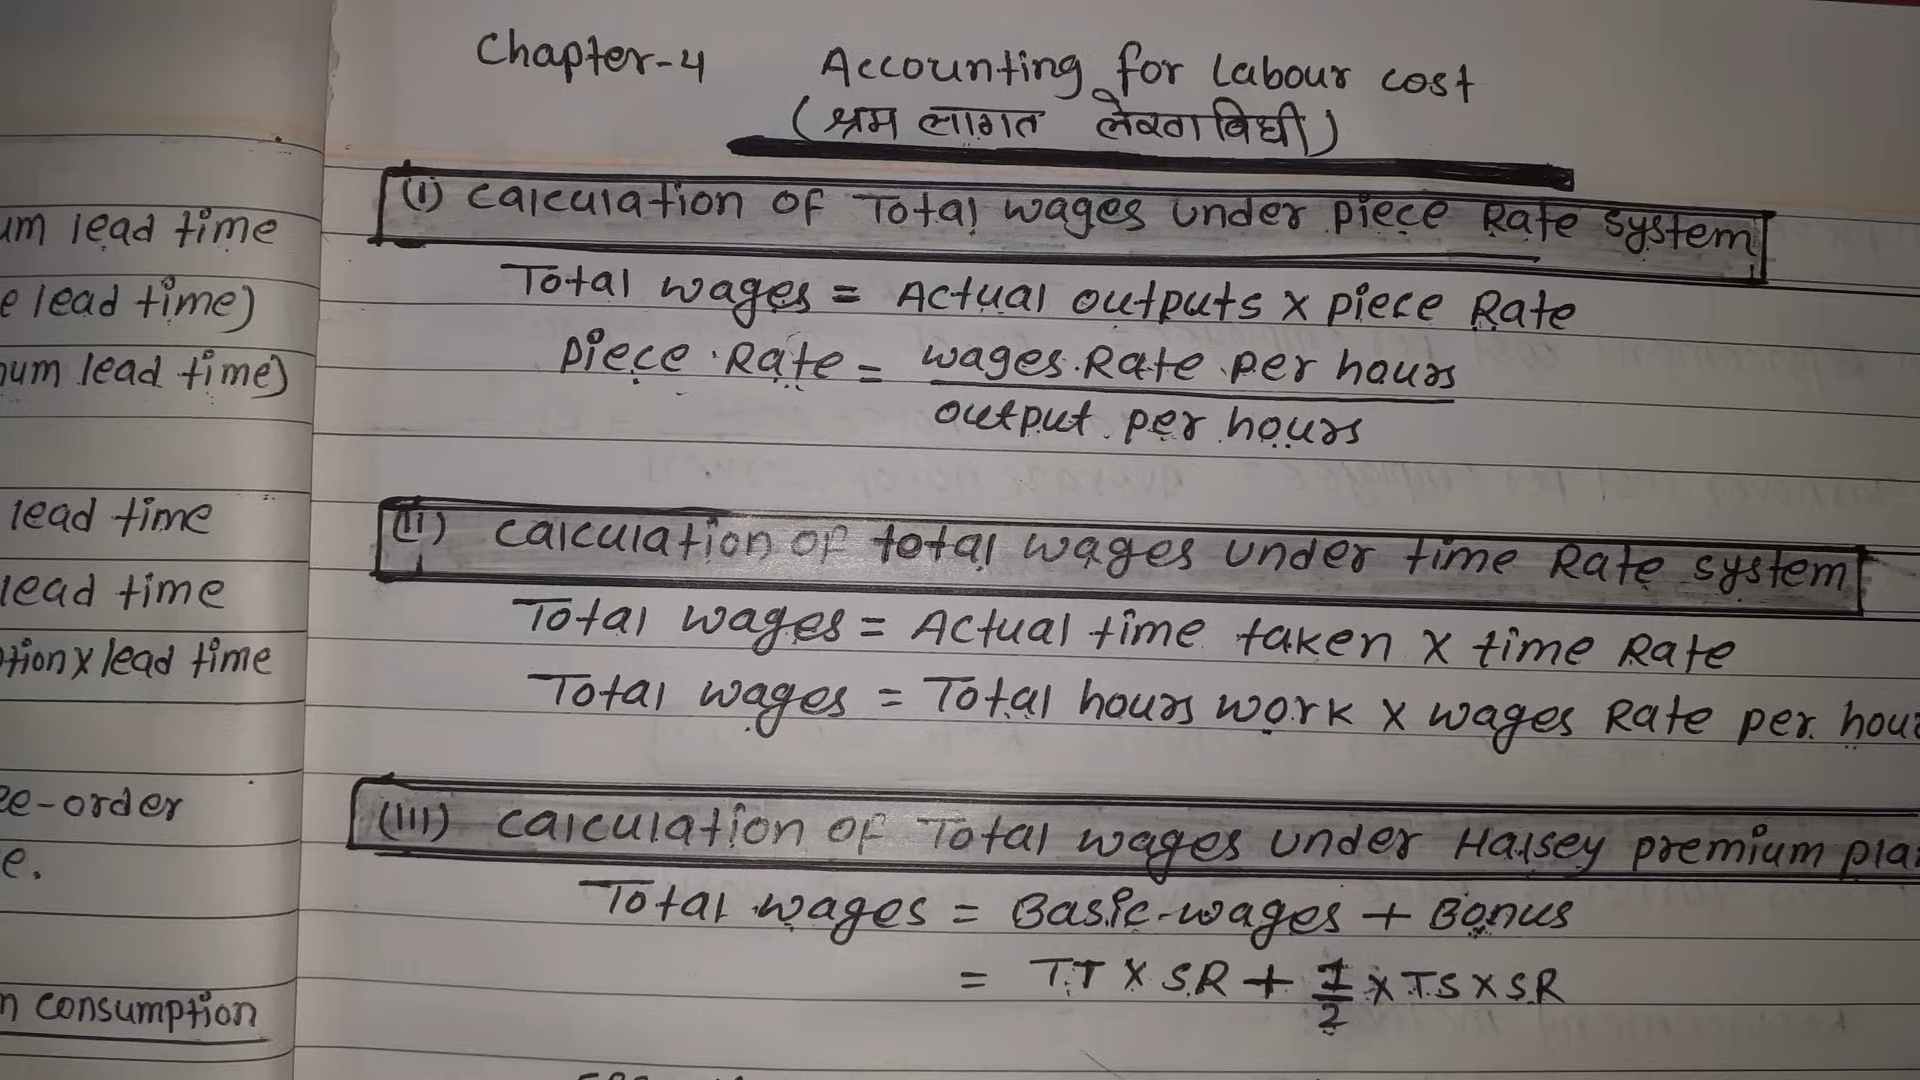 um lead time
e lead time)
num lead time)
lead time
lead time
tion x lead time
Re-order
e.
n consumption
Chapter-4 Accounting for Labour cost
(श्रम लागत लेखाविधी)
(I) calculation of Total wages under piece Rate system
Total wages = Actual outputs x piece Rate
piece Rate = wages Rate per hours
output per hours
(II) calculation of total wages under time Rate system
Total wages = Actual time taken x time Rate
Total wages = Total hours work x wages Rate per hour
(III) calculation of Total wages under Halsey premium pla
Total wages = Basic wages + Bonus
= T.T x S.R + 1/2 x T.S x S.R